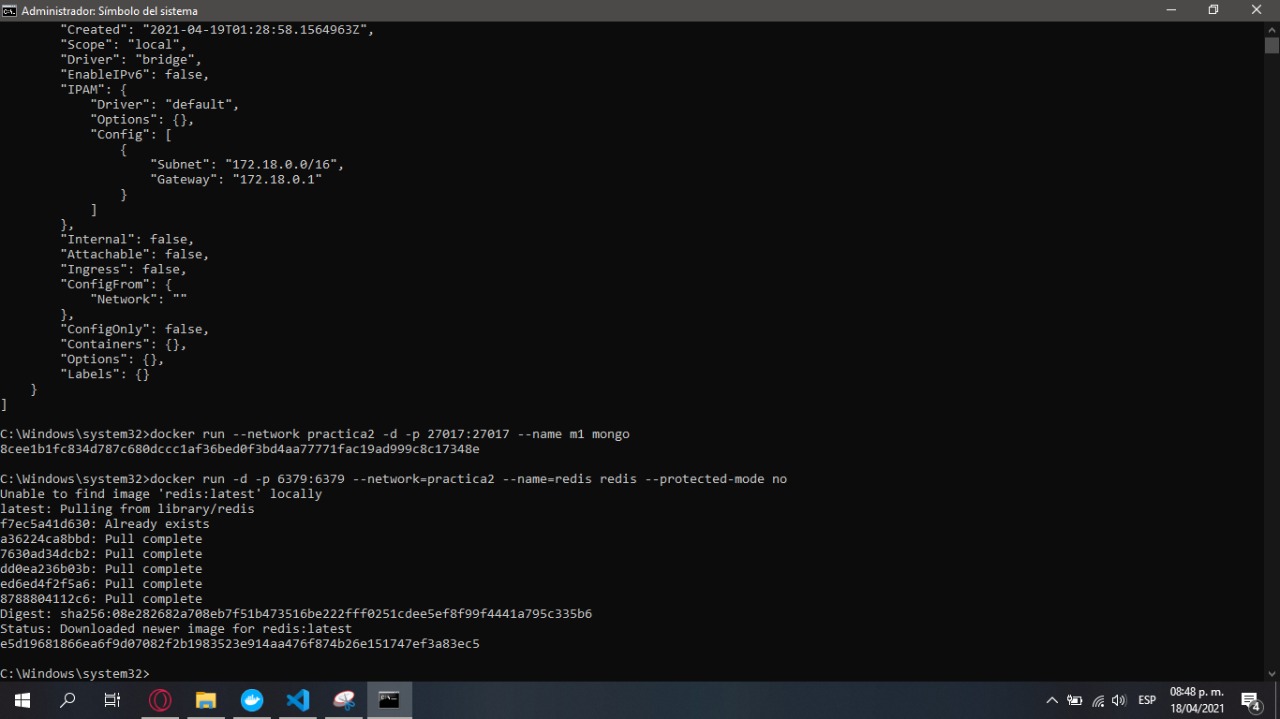 Administrador: Símbolo del sistema
"Created": "2021-04-19T01:28:58.1564963Z",
"Scope": "local",
"Driver": "bridge",
"EnableIPv6": false,
"IPAM": {
"Driver": "default",
"Options": {},
"Config": [
{
"Subnet": "172.18.0.0/16",
"Gateway": "172.18.0.1"
}
]
},
"Internal": false,
"Attachable": false,
"Ingress": false,
"ConfigFrom": {
"Network": ""
},
"ConfigOnly": false,
"Containers": {},
"Options": {},
"Labels": {}
}
]
C:\Windows\system32>docker run --network practica2 -d -p 27017:27017 --name m1 mongo
8cee1b1fc834d787c680dccc1af36bed0f3bd4aa77771fac19ad999c8c17348e
C:\Windows\system32>docker run -d -p 6379:6379 --network=practica2 --name=redis redis --protected-mode no
Unable to find image 'redis:latest' locally
latest: Pulling from library/redis
f7ec5a41d630: Already exists
a36224ca8bbd: Pull complete
7630ad34dcb2: Pull complete
dd0ea236b03b: Pull complete
ed6ed4f2f5a6: Pull complete
8788804112c6: Pull complete
Digest: sha256:08e282682a708eb7f51b473516be222fff0251cdee5ef8f99f4441a795c335b6
Status: Downloaded newer image for redis:latest
e5d19681866ea6f9d07082f2b1983523e914aa476f874b26e151747ef3a83ec5
C:\Windows\system32>
ESP
08:48 p. m.
18/04/2021
4